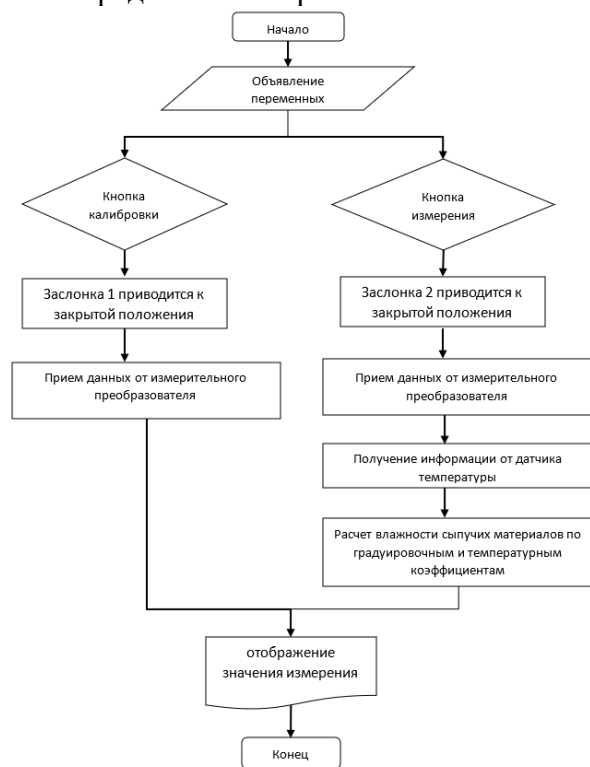 Начало
Объявление
переменных
Кнопка
калибровки
Кнопка
измерения
Заслонка 1 приводится к
закрытой положения
Заслонка 2 приводится к
закрытой положения
Прием данных от измерительного
преобразователя
Прием данных от измерительного
преобразователя
Получение информации от датчика
температуры
Расчет влажности сыпучих материалов по
градуировочным и температурным
коэффициентам
отображение
значения измерения
Конец